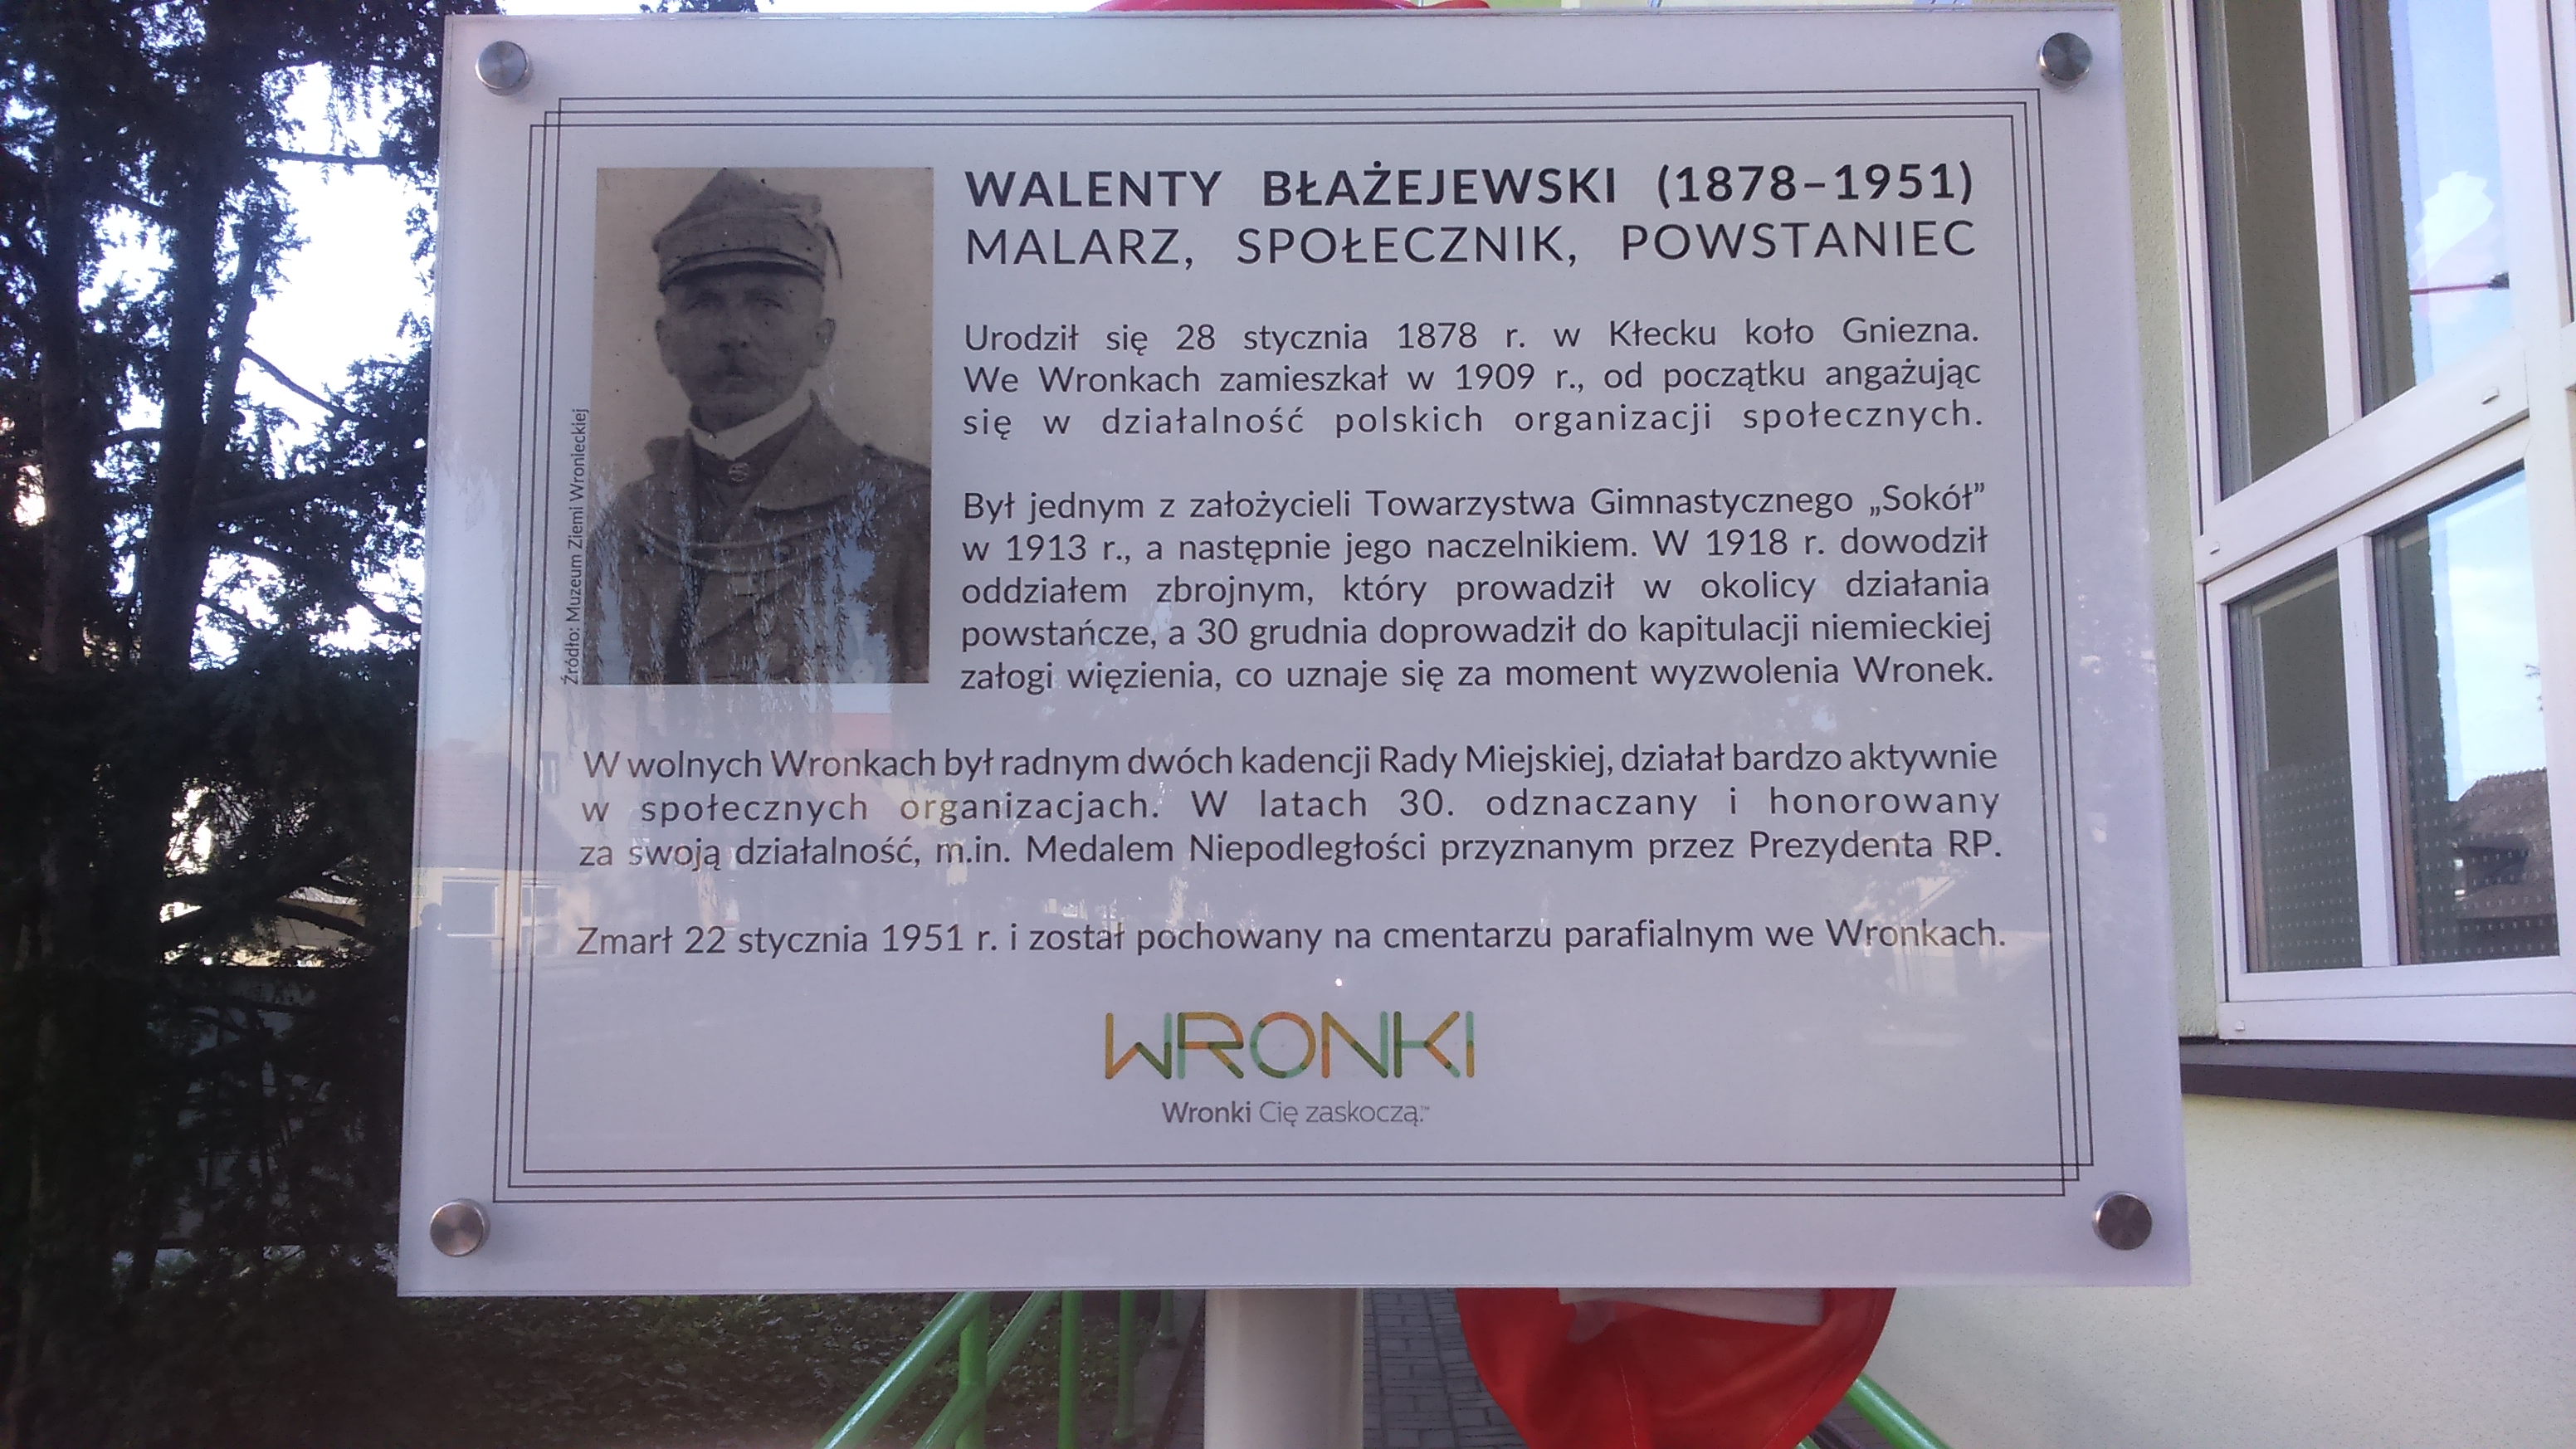 WALENTY BŁAŻEJEWSKI (1878–1951)
MALARZ, SPOŁECZNIK, POWSTANIEC
Urodził się 28 stycznia 1878 r. w Kłecku koło Gniezna.
We Wronkach zamieszkał w 1909 r., od początku angażując
się w działalność polskich organizacji społecznych.
Był jednym z założycieli Towarzystwa Gimnastycznego „Sokół”
w 1913 r., a następnie jego naczelnikiem. W 1918 r. dowodził
oddziałem zbrojnym, który prowadził w okolicy działania
powstańcze, a 30 grudnia doprowadził do kapitulacji niemieckiej
załogi więzienia, co uznaje się za moment wyzwolenia Wronek.
Źródło: Muzeum Ziemi Wronieckiej
W wolnych Wronkach był radnym dwóch kadencji Rady Miejskiej, działał bardzo aktywnie
w społecznych organizacjach. W latach 30. odznaczany i honorowany
za swoją działalność, m.in. Medalem Niepodległości przyznanym przez Prezydenta RP.
Zmarł 22 stycznia 1951 r. i został pochowany na cmentarzu parafialnym we Wronkach.
WRONKI
Wronki Cię zaskoczą.™